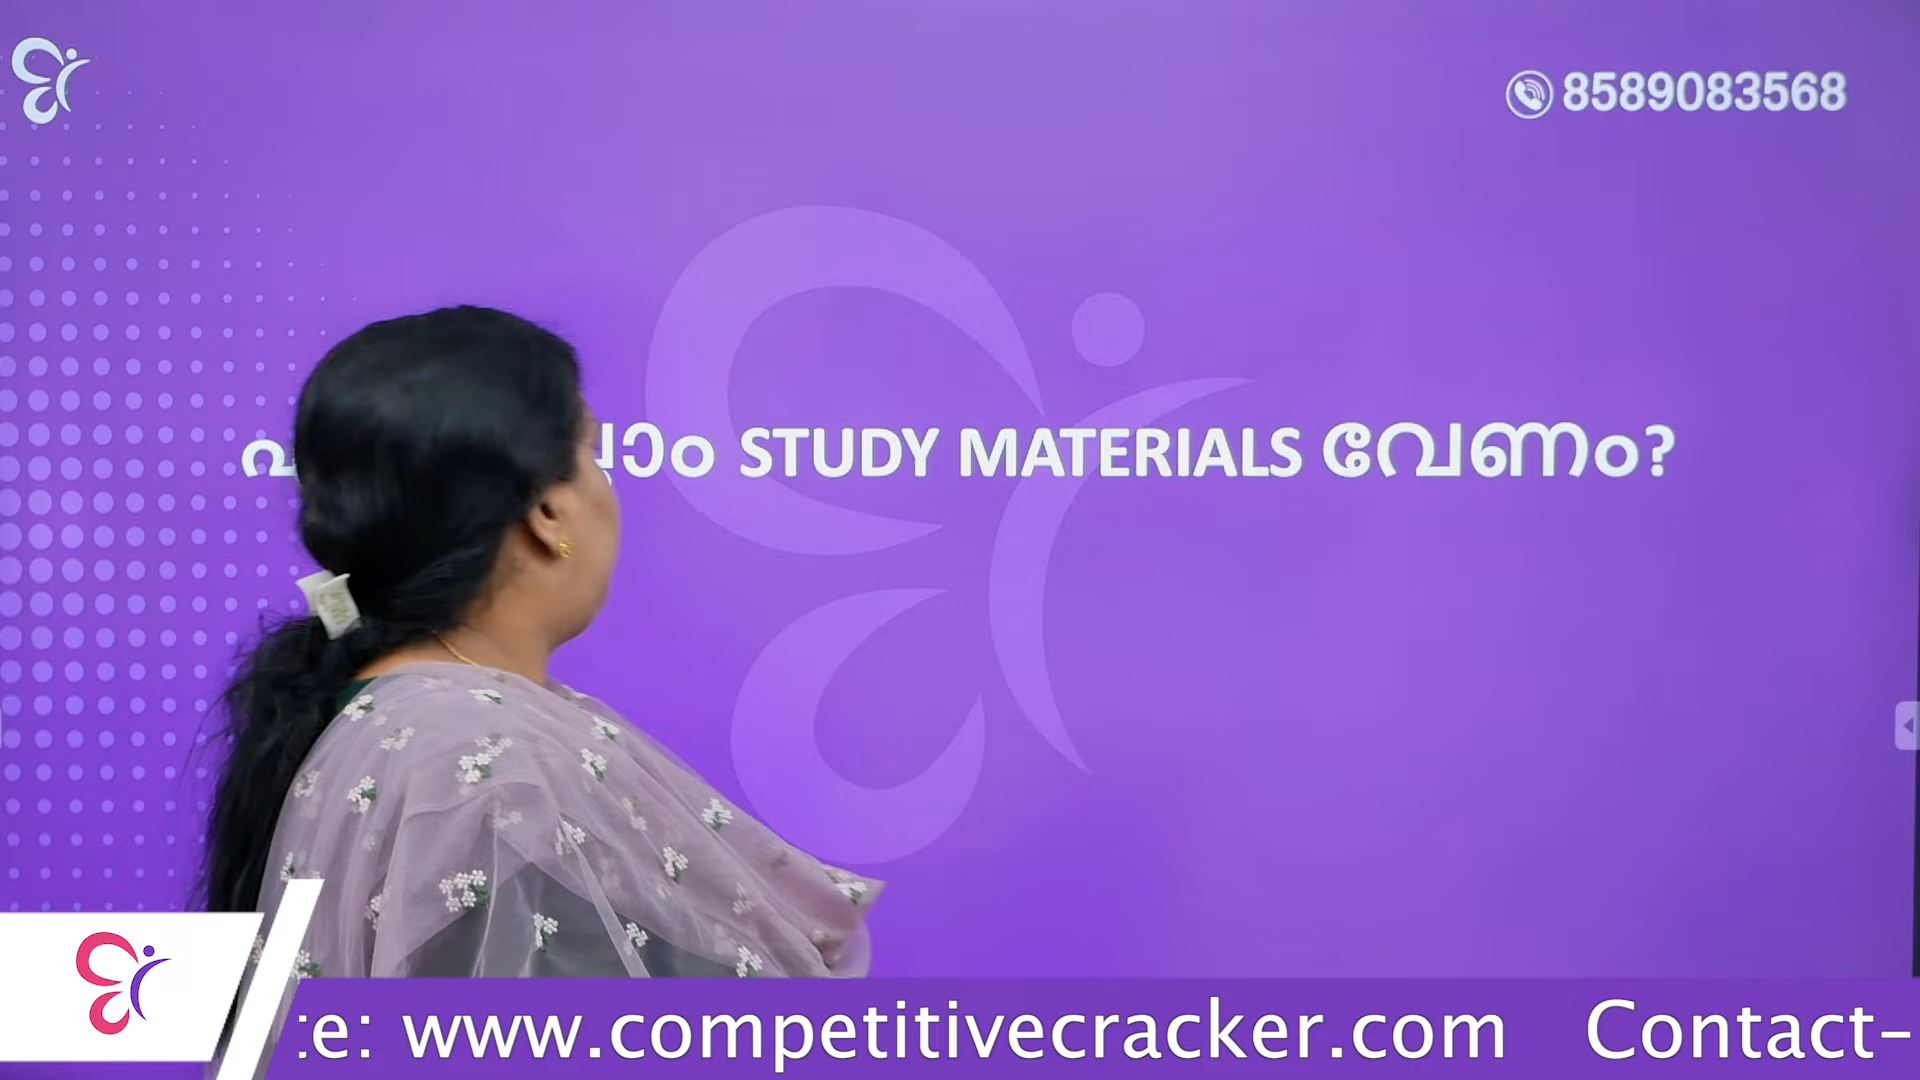 8589083568
STUDY MATERIALS വേണം?
www.competitivecracker.com Contact-